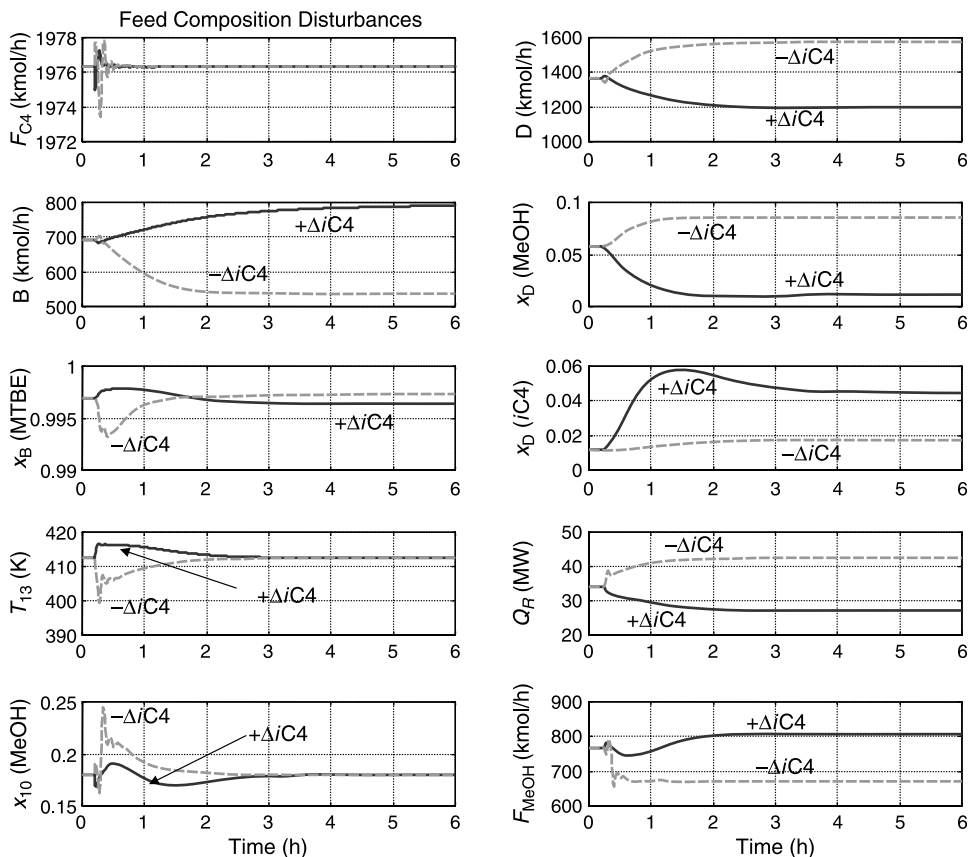 Feed Composition Disturbances
F_C4 (kmol/h)
1978
1976
1974
1972
0 1 2 3 4 5 6
D (kmol/h)
1600
1400
1200
1000
−ΔiC4
+ΔiC4
0 1 2 3 4 5 6
B (kmol/h)
800
700
600
500
+ΔiC4
−ΔiC4
0 1 2 3 4 5 6
x_D (MeOH)
0.1
0.05
0
−ΔiC4
+ΔiC4
0 1 2 3 4 5 6
x_B (MTBE)
1
0.995
0.99
−ΔiC4
+ΔiC4
0 1 2 3 4 5 6
x_D (iC4)
0.06
0.04
0.02
0
+ΔiC4
−ΔiC4
0 1 2 3 4 5 6
T_13 (K)
420
410
400
390
−ΔiC4
+ΔiC4
0 1 2 3 4 5 6
Q_R (MW)
50
40
30
20
−ΔiC4
+ΔiC4
0 1 2 3 4 5 6
x_10 (MeOH)
0.25
0.2
0.15
−ΔiC4
+ΔiC4
0 1 2 3 4 5 6
Time (h)
F_MeOH (kmol/h)
900
800
700
600
+ΔiC4
−ΔiC4
0 1 2 3 4 5 6
Time (h)